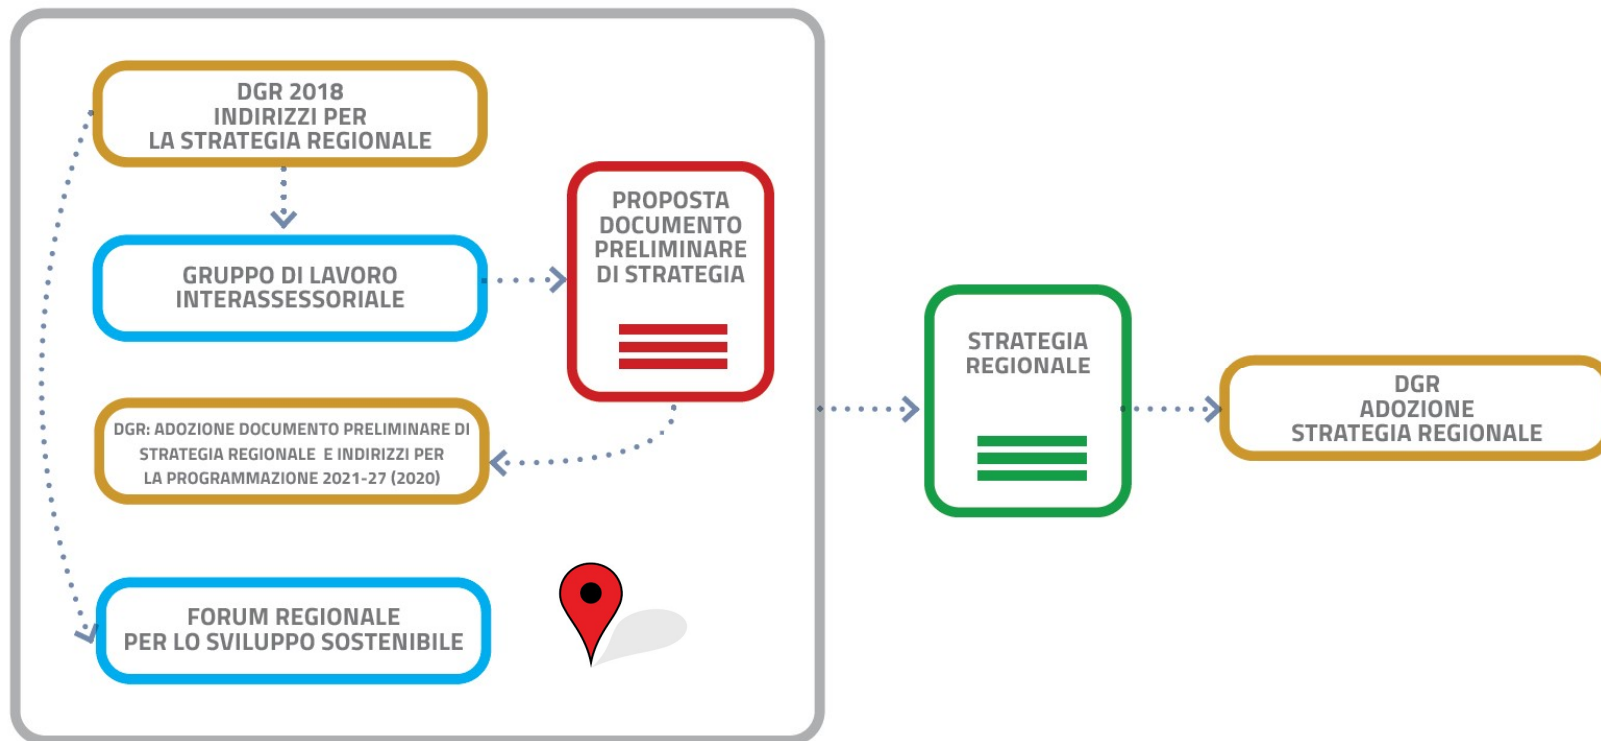 DGR 2018
INDIRIZZI PER
LA STRATEGIA REGIONALE
GRUPPO DI LAVORO
INTERASSESSORIALE
PROPOSTA
DOCUMENTO
PRELIMINARE
DI STRATEGIA
DGR: ADOZIONE DOCUMENTO PRELIMINARE DI
STRATEGIA REGIONALE E INDIRIZZI PER
LA PROGRAMMAZIONE 2021-27 (2020)
FORUM REGIONALE
PER LO SVILUPPO SOSTENIBILE
STRATEGIA
REGIONALE
DGR
ADOZIONE
STRATEGIA REGIONALE